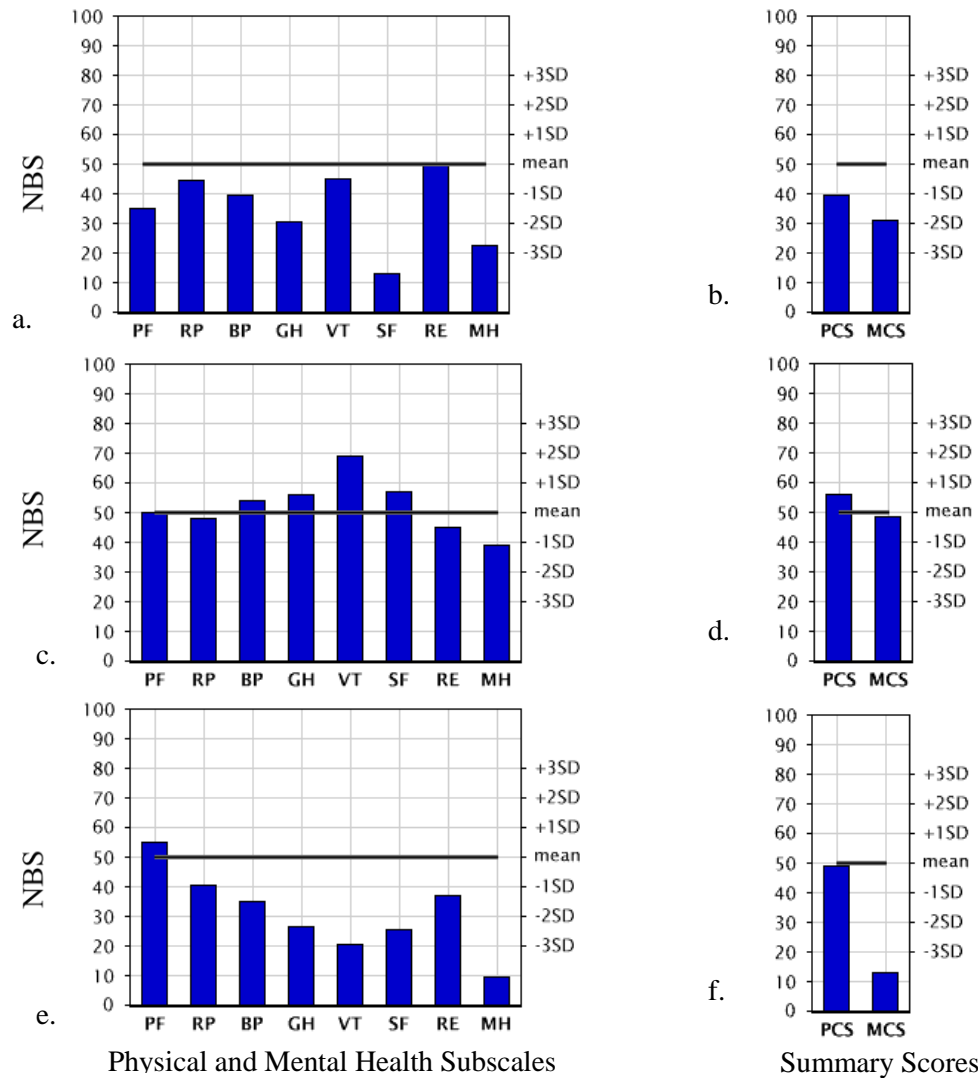 100 90 80 70 60 50 40 30 20 10 0
+3SD
+2SD
+1SD
mean
-1SD
-2SD
-3SD
NBS
a.
PF RP BP GH VT SF RE MH
100 90 80 70 60 50 40 30 20 10 0
+3SD
+2SD
+1SD
mean
-1SD
-2SD
-3SD
b.
PCS MCS
100 90 80 70 60 50 40 30 20 10 0
+3SD
+2SD
+1SD
mean
-1SD
-2SD
-3SD
NBS
c.
PF RP BP GH VT SF RE MH
100 90 80 70 60 50 40 30 20 10 0
+3SD
+2SD
+1SD
mean
-1SD
-2SD
-3SD
d.
PCS MCS
100 90 80 70 60 50 40 30 20 10 0
+3SD
+2SD
+1SD
mean
-1SD
-2SD
-3SD
NBS
e.
PF RP BP GH VT SF RE MH
100 90 80 70 60 50 40 30 20 10 0
+3SD
+2SD
+1SD
mean
-1SD
-2SD
-3SD
f.
PCS MCS
Physical and Mental Health Subscales
Summary Scores